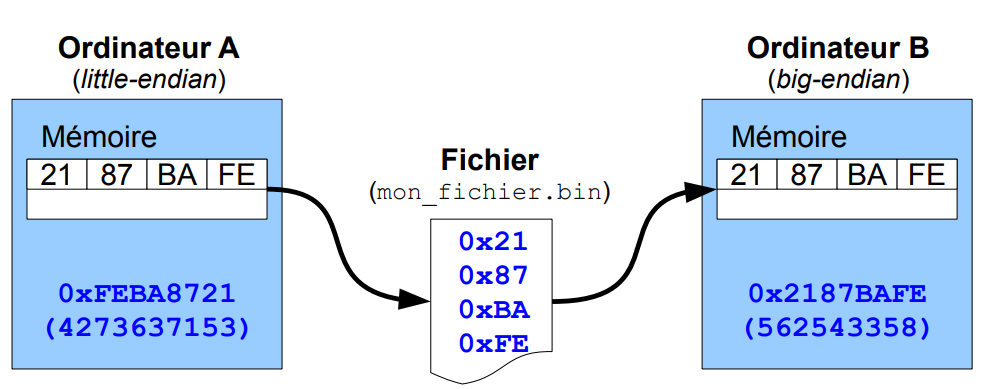 Ordinateur A
(little-endian)
Mémoire
21 87 BA FE
0xFEBA8721
(4273637153)
Fichier
(mon_fichier.bin)
0x21
0x87
0xBA
0xFE
Ordinateur B
(big-endian)
Mémoire
21 87 BA FE
0x2187BAFE
(562543358)